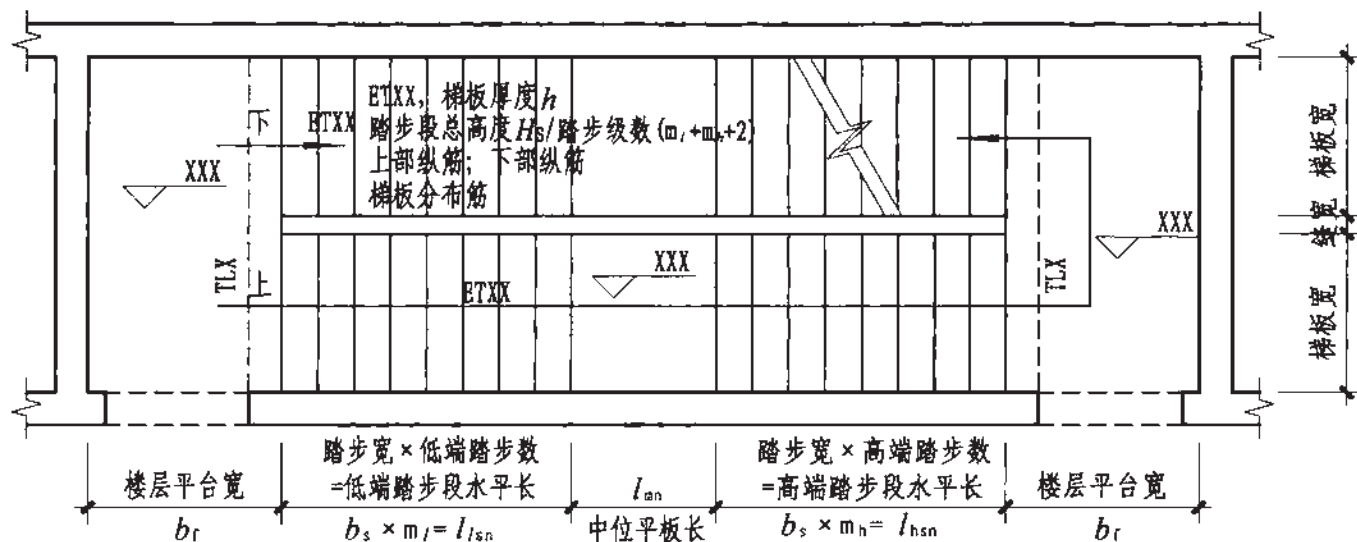 ETXX, 梯板厚度h
踏步段总高度Hs/踏步级数(mₗ+mₕ+2)
上部纵筋; 下部纵筋
梯板分布筋
下
ETXX
XXX
XXX
XXX
TLX
上
ETXX
TLX
梯板宽
缝宽
梯板宽
楼层平台宽
bf
踏步宽×低端踏步数
=低端踏步段水平长
bs×mₗ=lₗsn
lmn
中位平板长
踏步宽×高端踏步数
=高端踏步段水平长
bs×mh=lhsn
楼层平台宽
bf